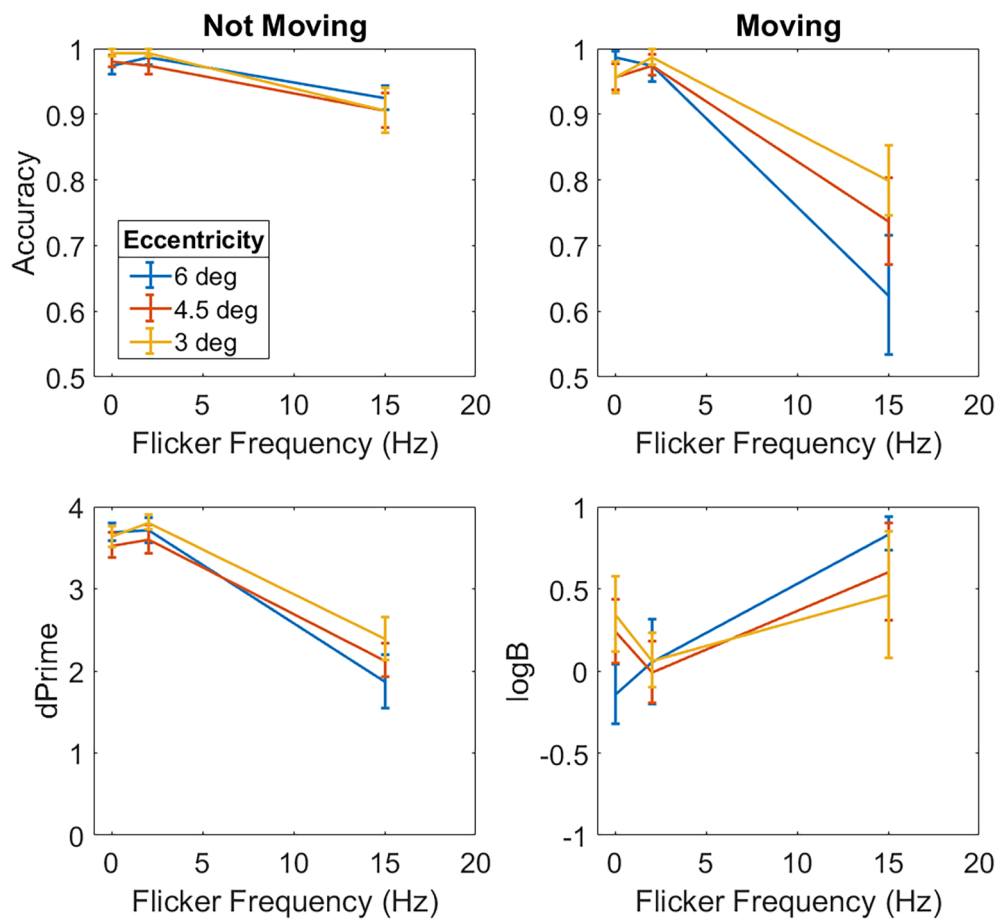 Not Moving
Moving
1
0.9
0.8
0.7
0.6
0.5
Accuracy
Eccentricity
6 deg
4.5 deg
3 deg
0 5 10 15 20
Flicker Frequency (Hz)
1
0.9
0.8
0.7
0.6
0.5
0 5 10 15 20
Flicker Frequency (Hz)
4
3
2
1
0
dPrime
0 5 10 15 20
Flicker Frequency (Hz)
1
0.5
0
-0.5
-1
logB
0 5 10 15 20
Flicker Frequency (Hz)